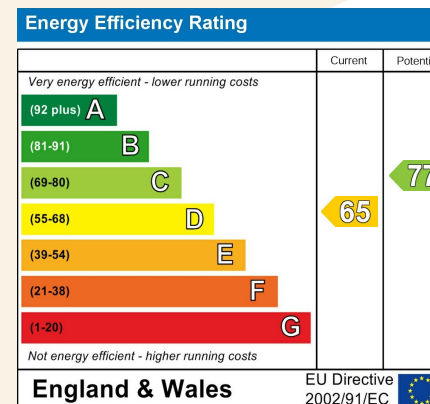 Energy Efficiency Rating
Current Potenti
Very energy efficient - lower running costs
(92 plus) A
(81-91) B
(69-80) C
77
(55-68) D
65
(39-54) E
(21-38) F
(1-20) G
Not energy efficient - higher running costs
England & Wales
EU Directive
2002/91/EC